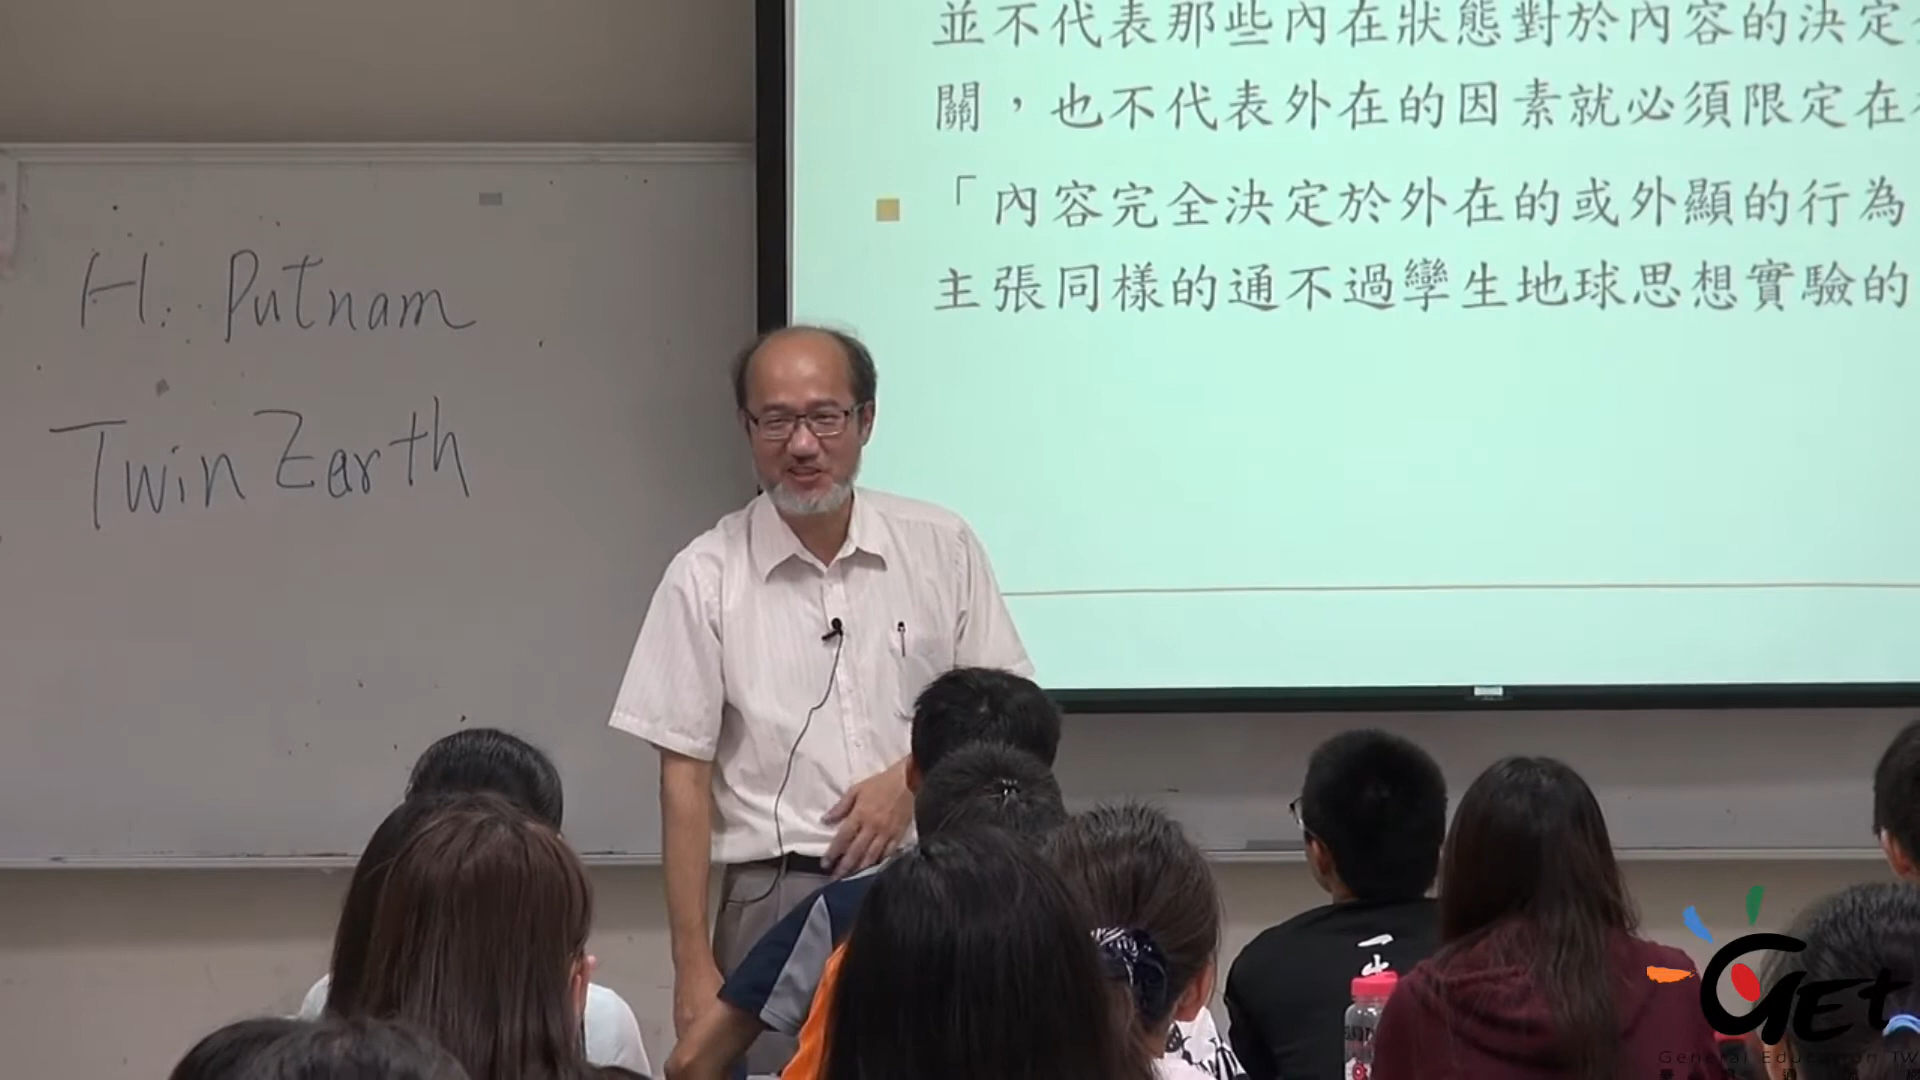 H. Putnam
Twin Earth
並不代表那些內在狀態對於內容的決定
關，也不代表外在的因素就必須限定在
「內容完全決定於外在的或外顯的行為
主張同樣的通不過孿生地球思想實驗的
GET
General Education TW